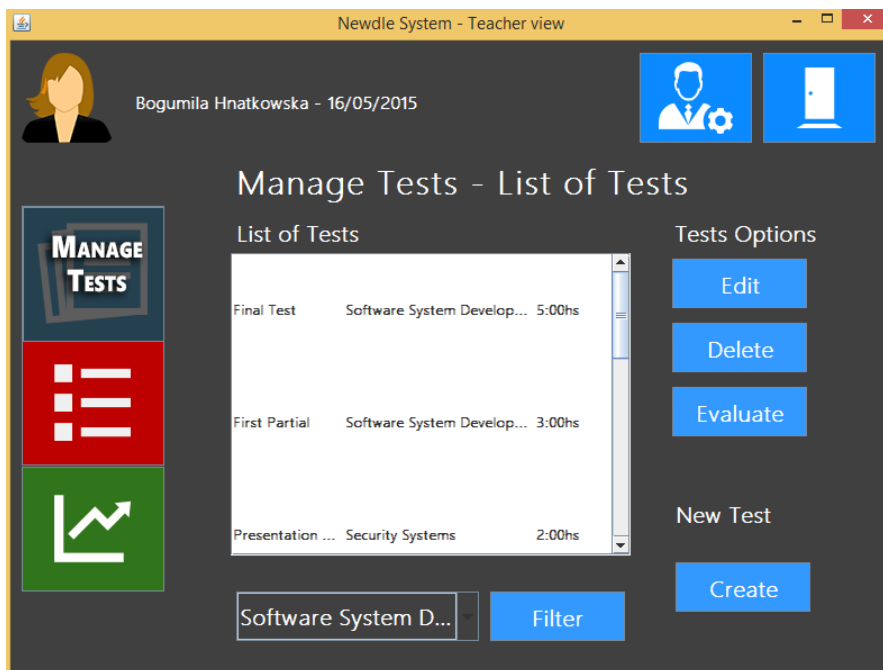 Newdle System - Teacher view
Bogumila Hnatkowska - 16/05/2015
Manage Tests - List of Tests
MANAGE
TESTS
List of Tests
Tests Options
Final Test Software System Develop... 5:00hs
First Partial Software System Develop... 3:00hs
Presentation ... Security Systems 2:00hs
Edit
Delete
Evaluate
New Test
Create
Software System D...
Filter